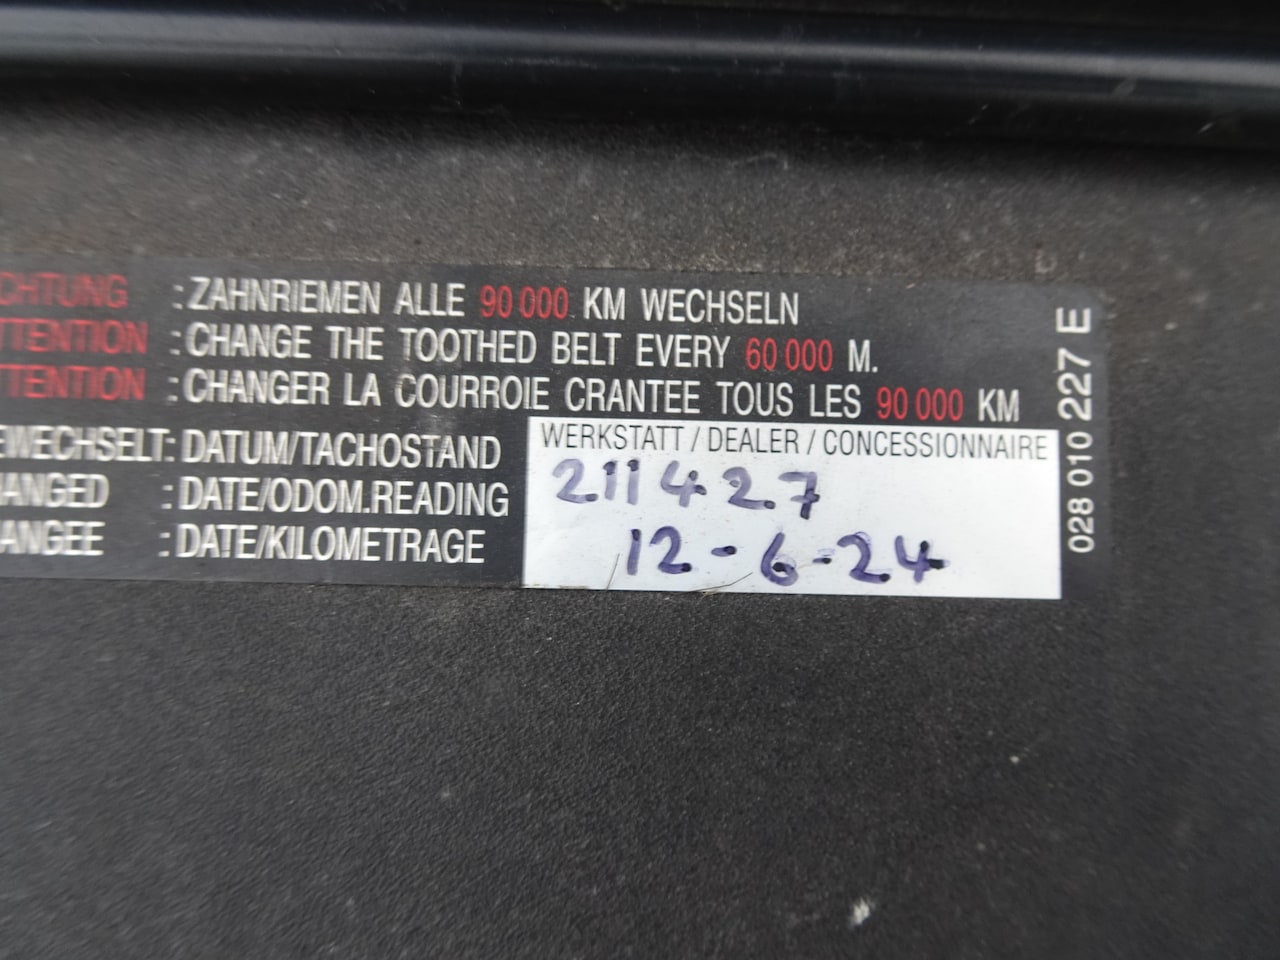 CHTUNG : ZAHNRIEMEN ALLE 90 000 KM WECHSELN
TTENTION : CHANGE THE TOOTHED BELT EVERY 60 000 M.
TTENTION : CHANGER LA COURROIE CRANTEE TOUS LES 90 000 KM
EWECHSELT: DATUM/TACHOSTAND
ANGED : DATE/ODOM.READING
ANGEE : DATE/KILOMETRAGE
WERKSTATT / DEALER / CONCESSIONNAIRE
211427
12-6-24
028 010 227 E